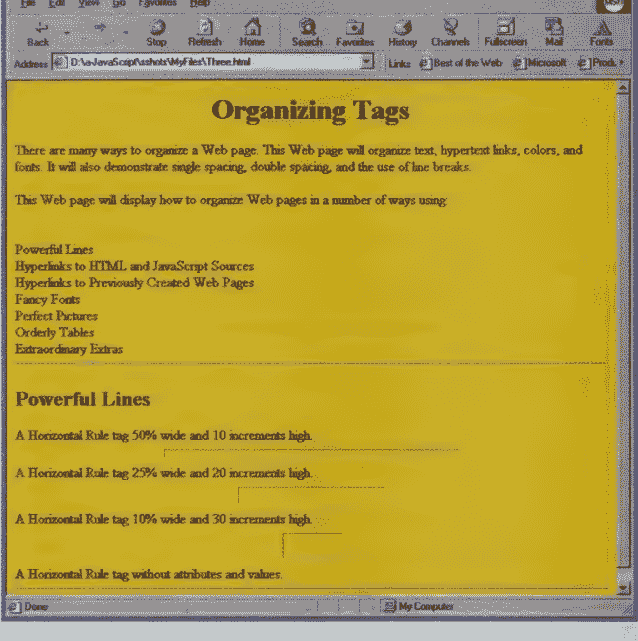 File Edit View Go Favorites Help
Back Stop Refresh Home Search Favorites History Channels Fullscreen Mail Fonts
Address D:\a-JavaScript\sshots\MyFiles\Three.html Links Best of the Web Microsoft Produ
Organizing Tags
There are many ways to organize a Web page. This Web page will organize text, hypertext links, colors, and
fonts. It will also demonstrate single spacing, double spacing, and the use of line breaks.
This Web page will display how to organize Web pages in a number of ways using:
Powerful Lines
Hyperlinks to HTML and JavaScript Sources
Hyperlinks to Previously Created Web Pages
Fancy Fonts
Perfect Pictures
Orderly Tables
Extraordinary Extras
Powerful Lines
A Horizontal Rule tag 50% wide and 10 increments high.
A Horizontal Rule tag 25% wide and 20 increments high.
A Horizontal Rule tag 10% wide and 30 increments high.
A Horizontal Rule tag without attributes and values.
Done My Computer